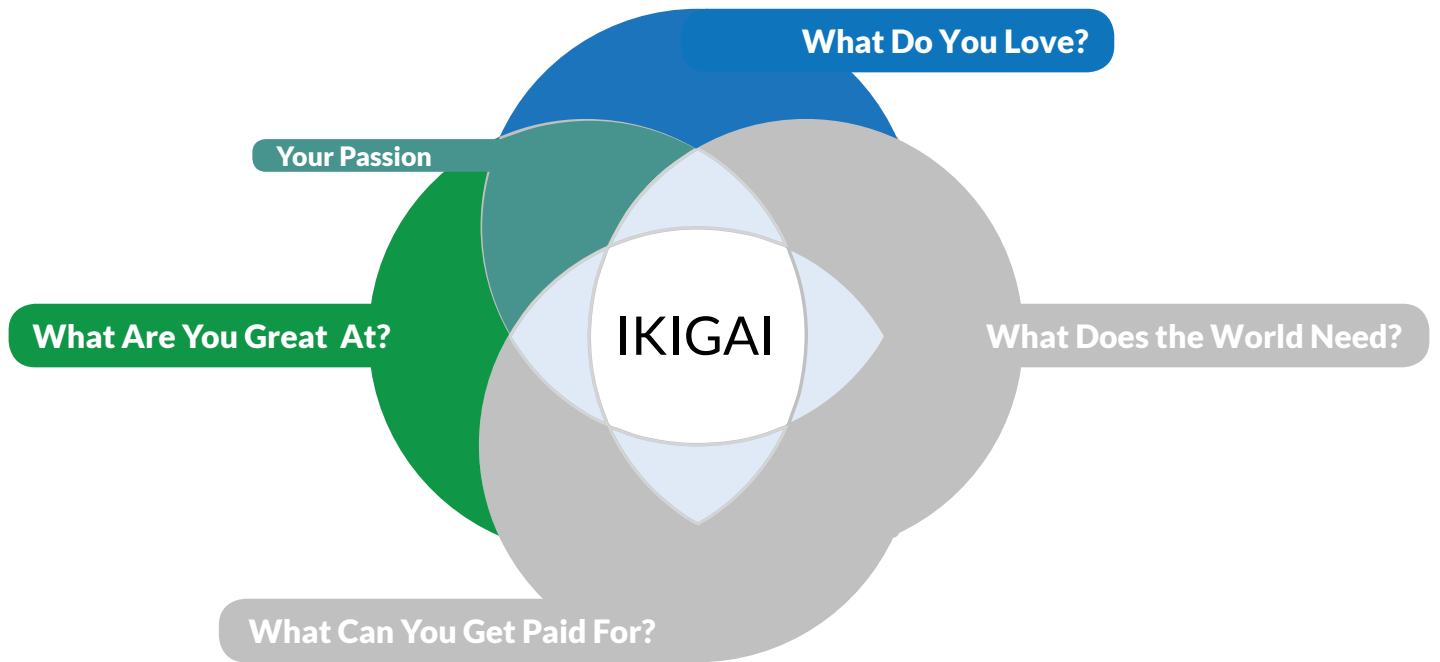 What Do You Love?
Your Passion
What Are You Great At?
IKIGAI
What Does the World Need?
What Can You Get Paid For?